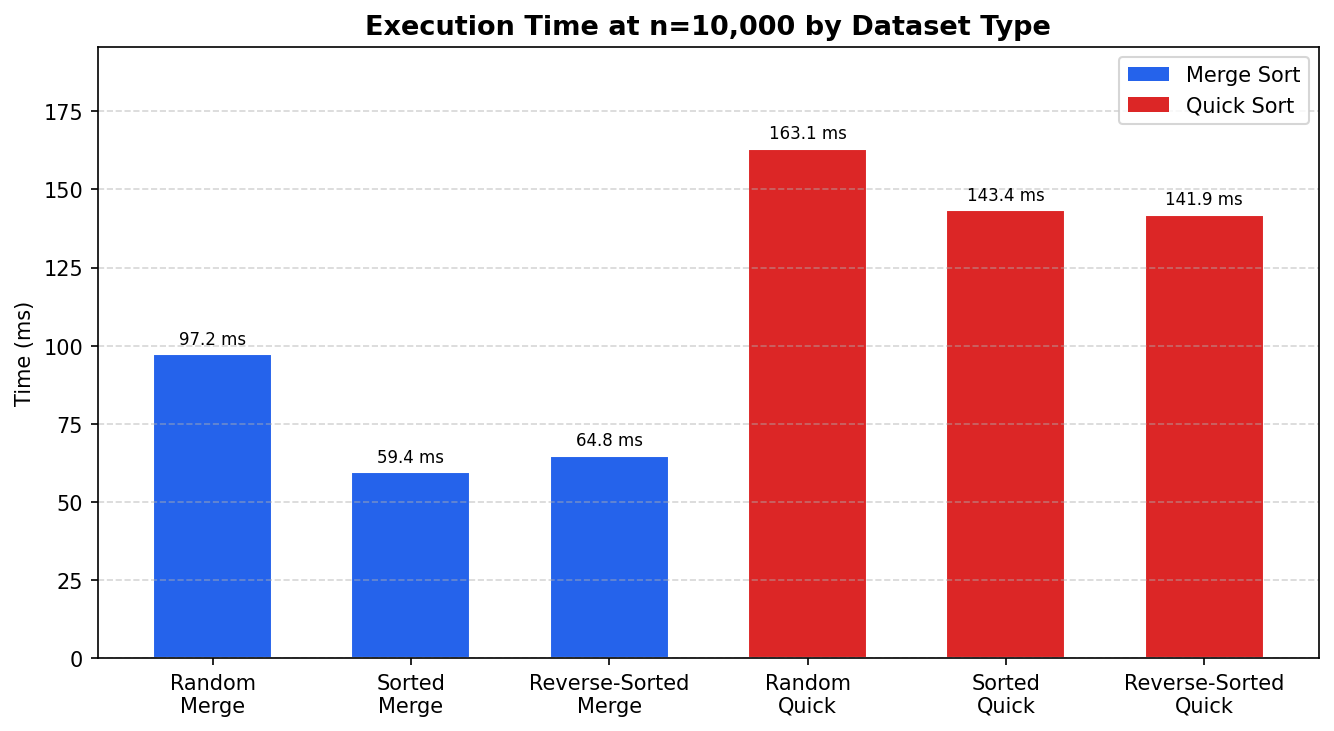 Execution Time at n=10,000 by Dataset Type
Merge Sort
Quick Sort
Time (ms)
175
150
125
100
75
50
25
0
97.2 ms
59.4 ms
64.8 ms
163.1 ms
143.4 ms
141.9 ms
Random
Merge
Sorted
Merge
Reverse-Sorted
Merge
Random
Quick
Sorted
Quick
Reverse-Sorted
Quick